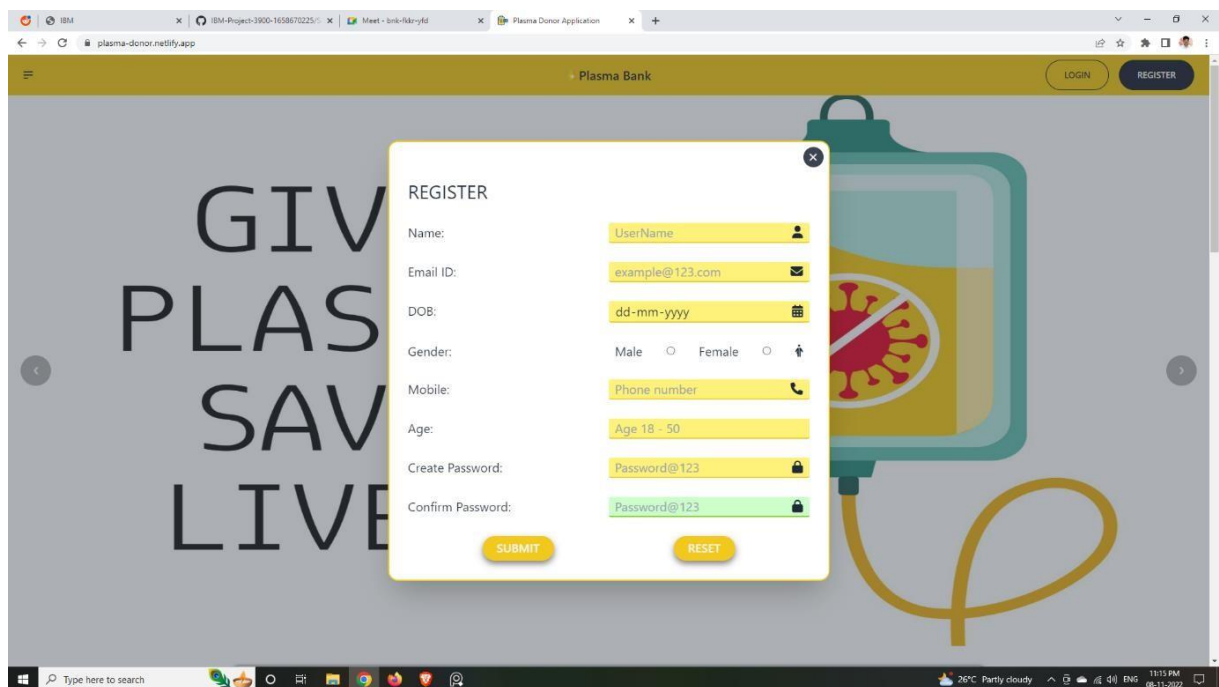 IBM
IBM-Project-3900-1658670225/S
Meet - bnk-fkkr-yfd
Plasma Donor Application
plasma-donor.netlify.app
Plasma Bank
LOGIN
REGISTER
GIV
PLAS
SAV
LIVE
REGISTER
Name:
UserName
Email ID:
example@123.com
DOB:
dd-mm-yyyy
Gender:
Male
Female
Mobile:
Phone number
Age:
Age 18 - 50
Create Password:
Password@123
Confirm Password:
Password@123
SUBMIT
RESET
Type here to search
26°C Partly cloudy
ENG
11:15 PM
08-11-2022